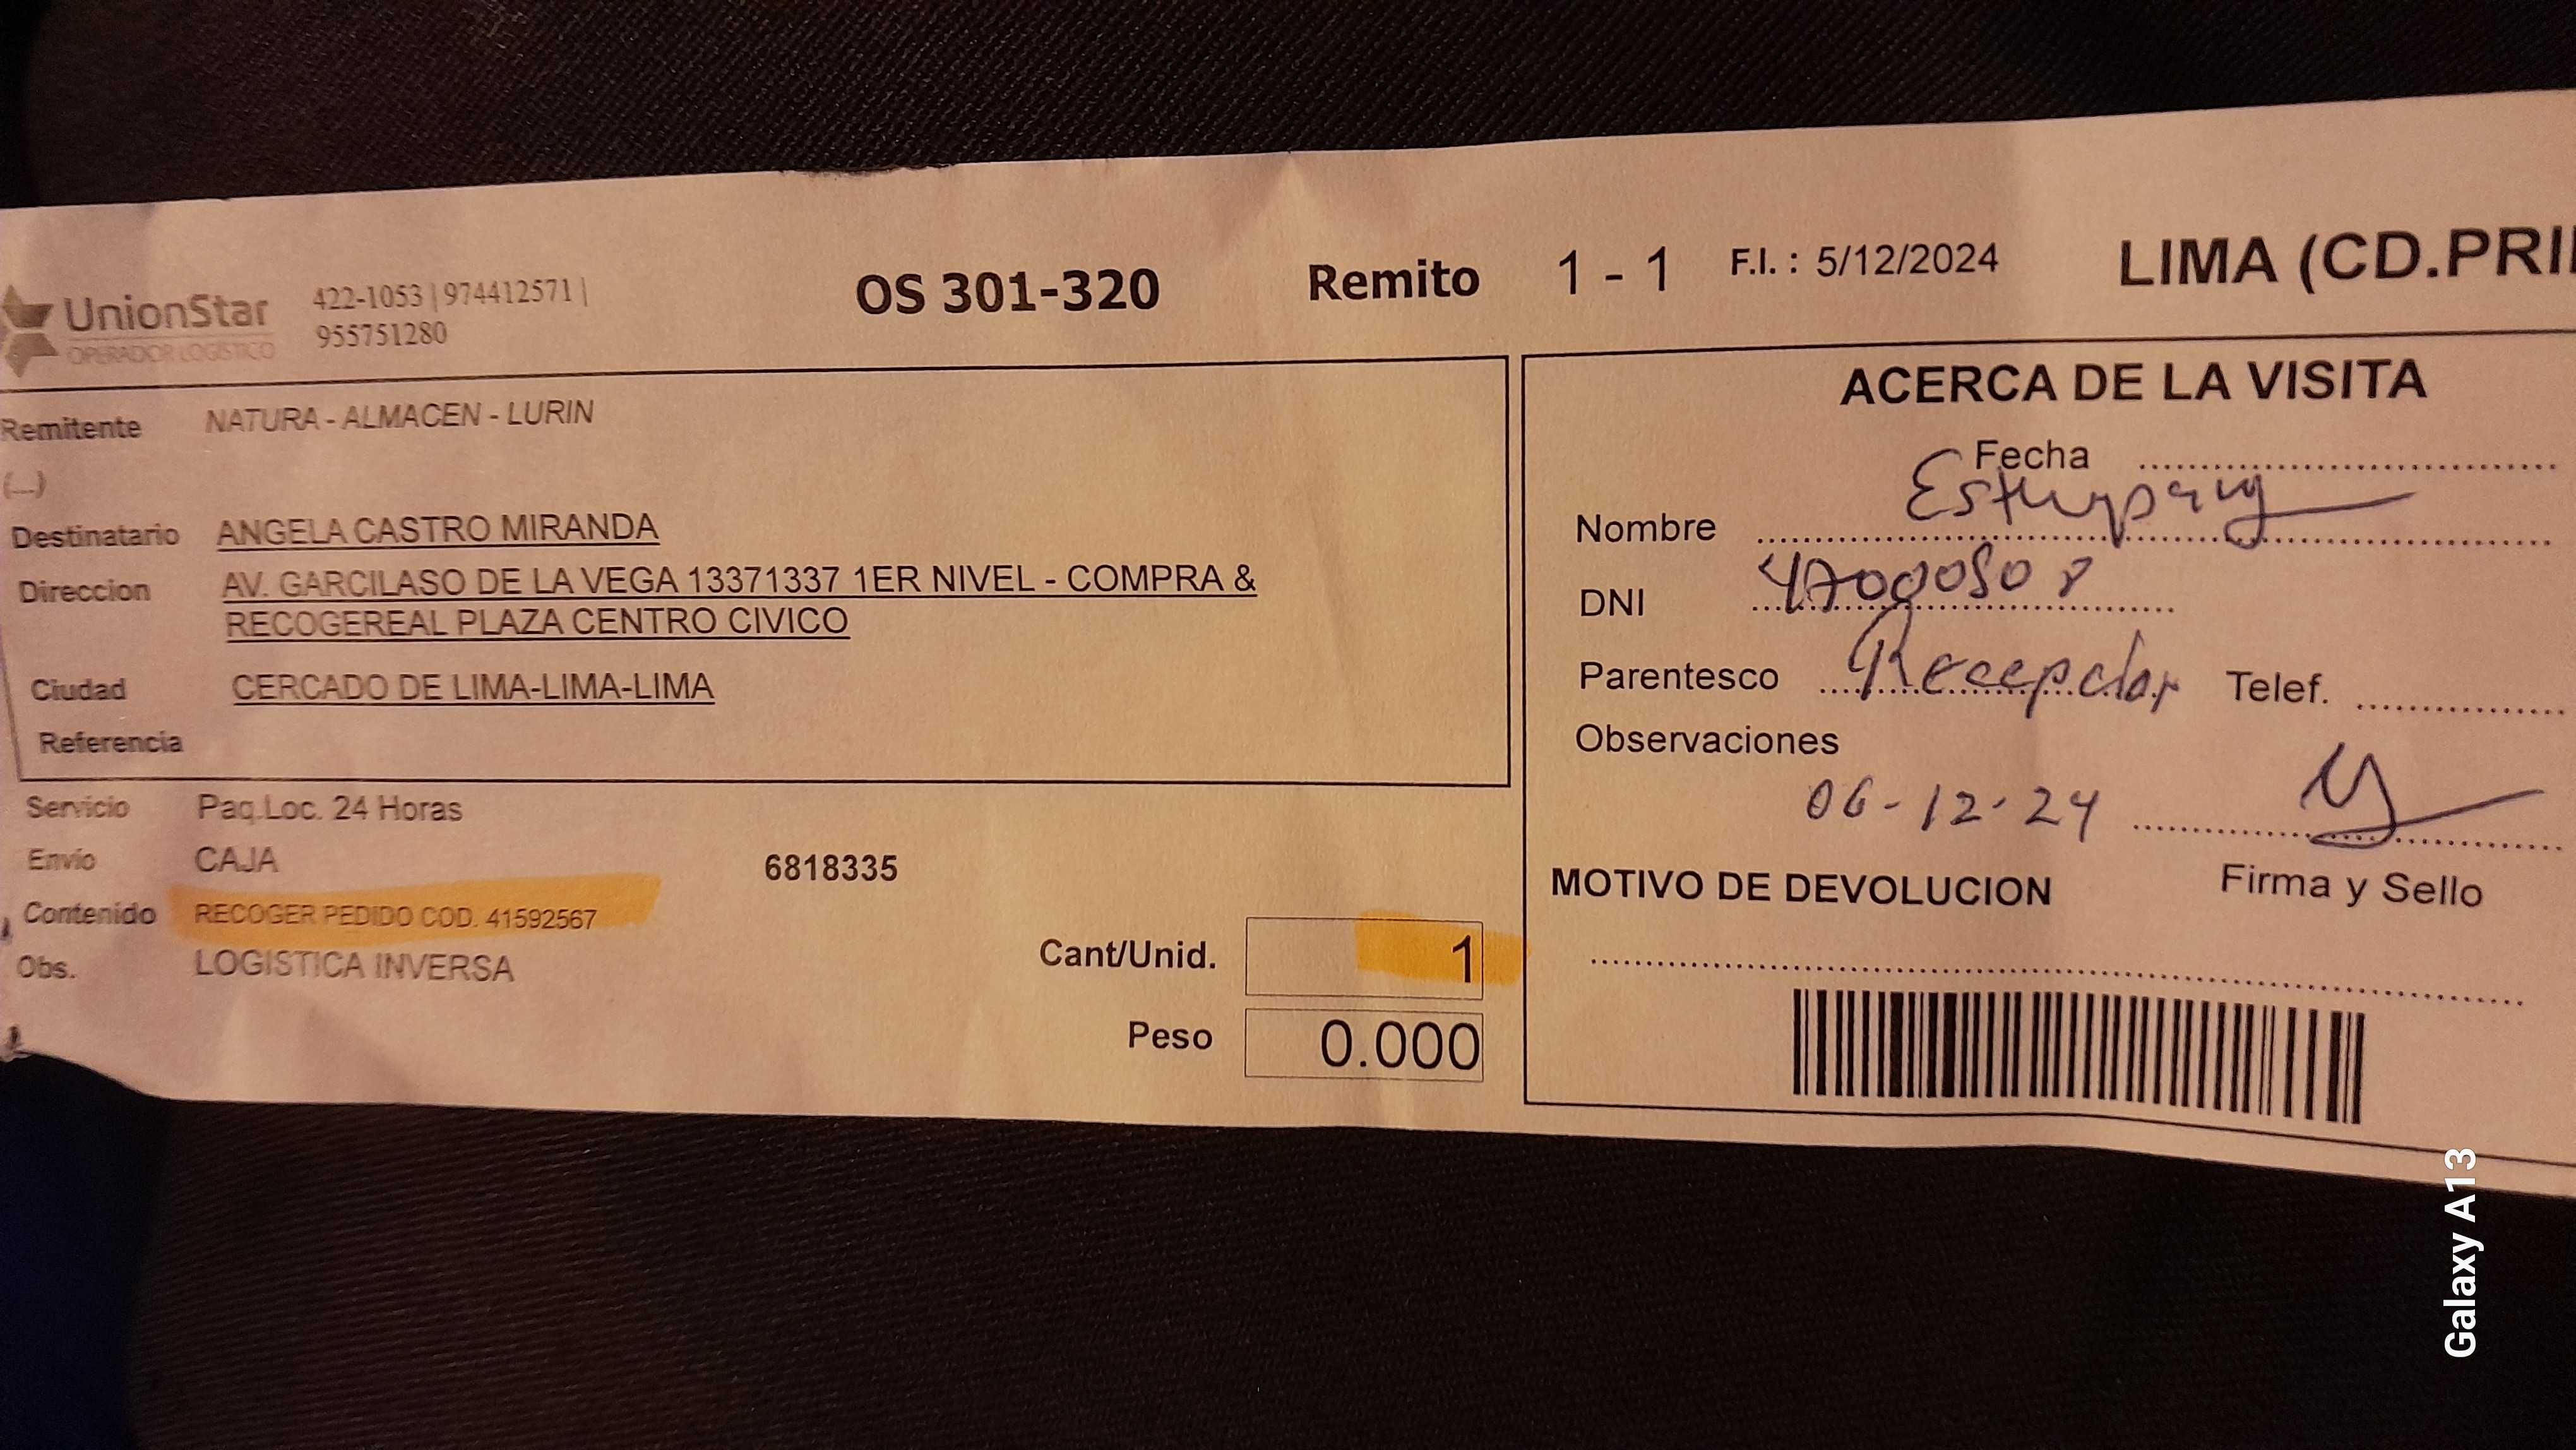 UnionStar
OPERADOR LOGISTICO
422-1053 | 974412571 |
955751280
OS 301-320
Remito 1 - 1
F.I. : 5/12/2024
LIMA (CD.PRI
Remitente NATURA - ALMACEN - LURIN
(--)
Destinatario ANGELA CASTRO MIRANDA
Direccion AV. GARCILASO DE LA VEGA 13371337 1ER NIVEL - COMPRA &
RECOGEREAL PLAZA CENTRO CIVICO
Ciudad CERCADO DE LIMA-LIMA-LIMA
Referencia
Servicio Paq.Loc. 24 Horas
Envío CAJA 6818335
Contenido RECOGER PEDIDO COD. 41592567
Obs. LOGISTICA INVERSA
Cant/Unid. 1
Peso 0.000
ACERCA DE LA VISITA
Fecha
Nombre
DNI
Parentesco Recepctor Telef.
Observaciones
06-12-24
Firma y Sello
MOTIVO DE DEVOLUCION
Galaxy A13